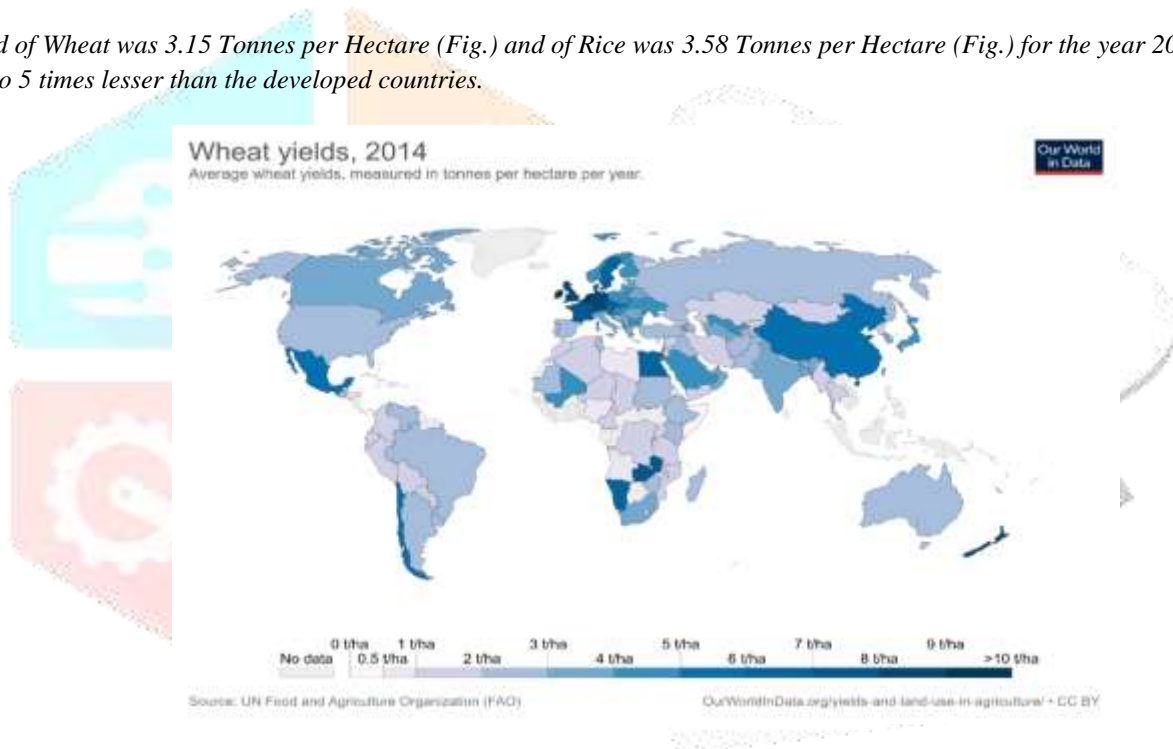 d of Wheat was 3.15 Tonnes per Hectare (Fig.) and of Rice was 3.58 Tonnes per Hectare (Fig.) for the year 20
o 5 times lesser than the developed countries.
Wheat yields, 2014
Average wheat yields, measured in tonnes per hectare per year.
Our World
in Data
0 t/ha 1 t/ha 3 t/ha 5 t/ha 7 t/ha 9 t/ha
No data 0.5 t/ha 2 t/ha 4 t/ha 6 t/ha 8 t/ha >10 t/ha
Source: UN Food and Agriculture Organization (FAO)
OurWorldInData.org/yields-and-land-use-in-agriculture/ • CC BY